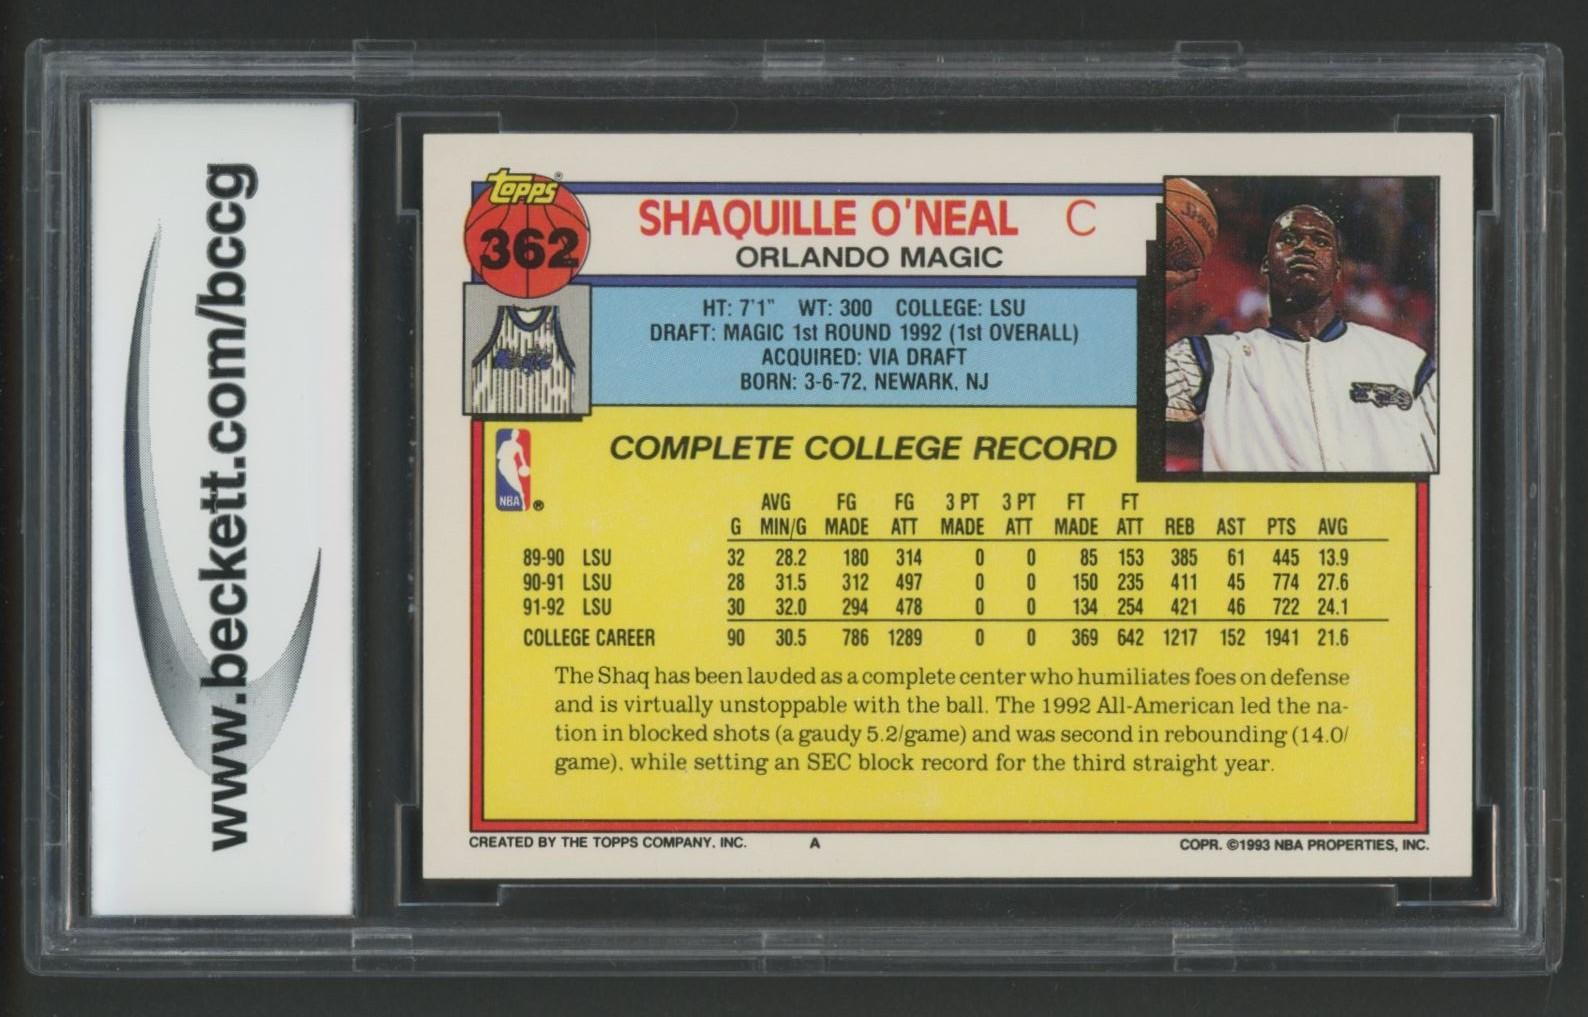 www.beckett.com/bccg
topps®
362
SHAQUILLE O'NEAL C
ORLANDO MAGIC
HT: 7'1" WT: 300 COLLEGE: LSU
DRAFT: MAGIC 1st ROUND 1992 (1st OVERALL)
ACQUIRED: VIA DRAFT
BORN: 3-6-72, NEWARK, NJ
Magic
NBA ®
COMPLETE COLLEGE RECORD
AVG FG FG 3 PT 3 PT FT FT
G MIN/G MADE ATT MADE ATT MADE ATT REB AST PTS AVG
89-90 LSU 32 28.2 180 314 0 0 85 153 385 61 445 13.9
90-91 LSU 28 31.5 312 497 0 0 150 235 411 45 774 27.6
91-92 LSU 30 32.0 294 478 0 0 134 254 421 46 722 24.1
COLLEGE CAREER 90 30.5 786 1289 0 0 369 642 1217 152 1941 21.6
The Shaq has been lauded as a complete center who humiliates foes on defense
and is virtually unstoppable with the ball. The 1992 All-American led the na-
tion in blocked shots (a gaudy 5.2/game) and was second in rebounding (14.0/
game), while setting an SEC block record for the third straight year.
CREATED BY THE TOPPS COMPANY, INC. A COPR. ©1993 NBA PROPERTIES, INC.